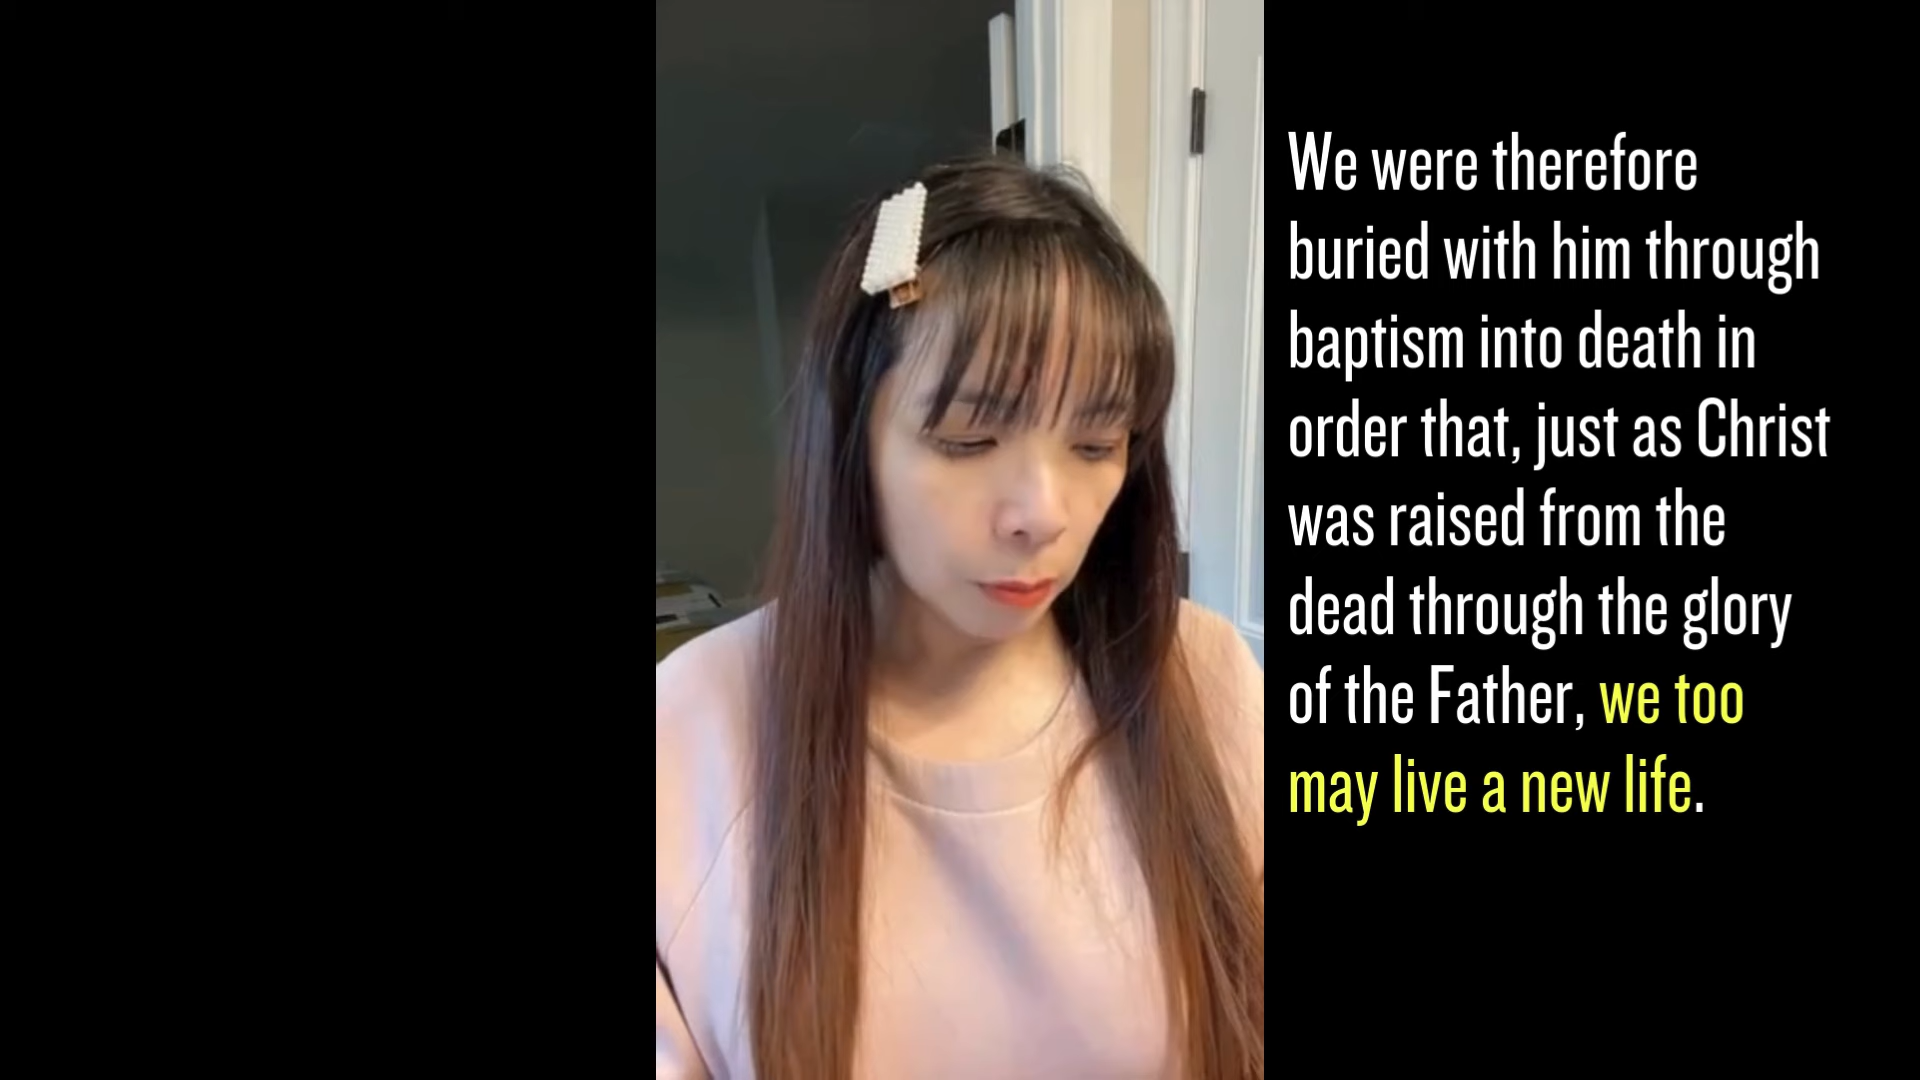 We were therefore
buried with him through
baptism into death in
order that, just as Christ
was raised from the
dead through the glory
of the Father, we too
may live a new life.